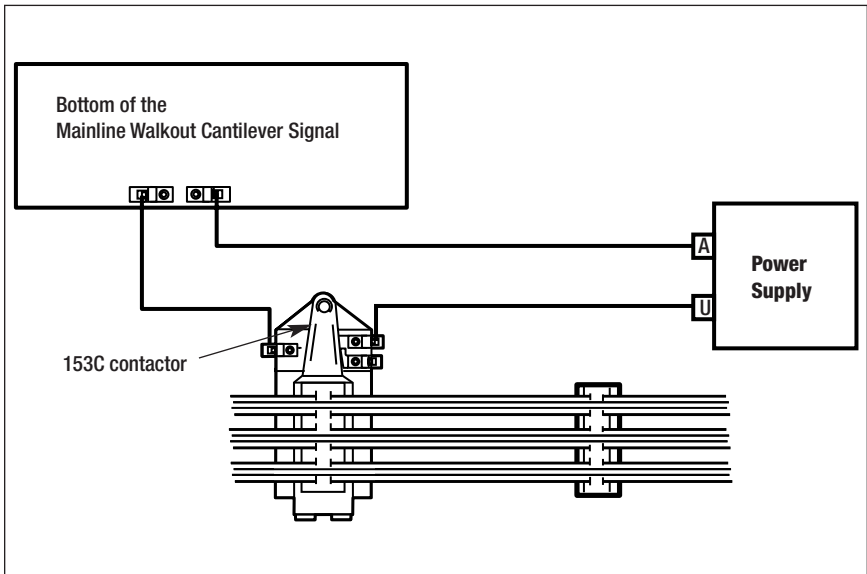 Bottom of the
Mainline Walkout Cantilever Signal
A
Power
Supply
U
153C contactor